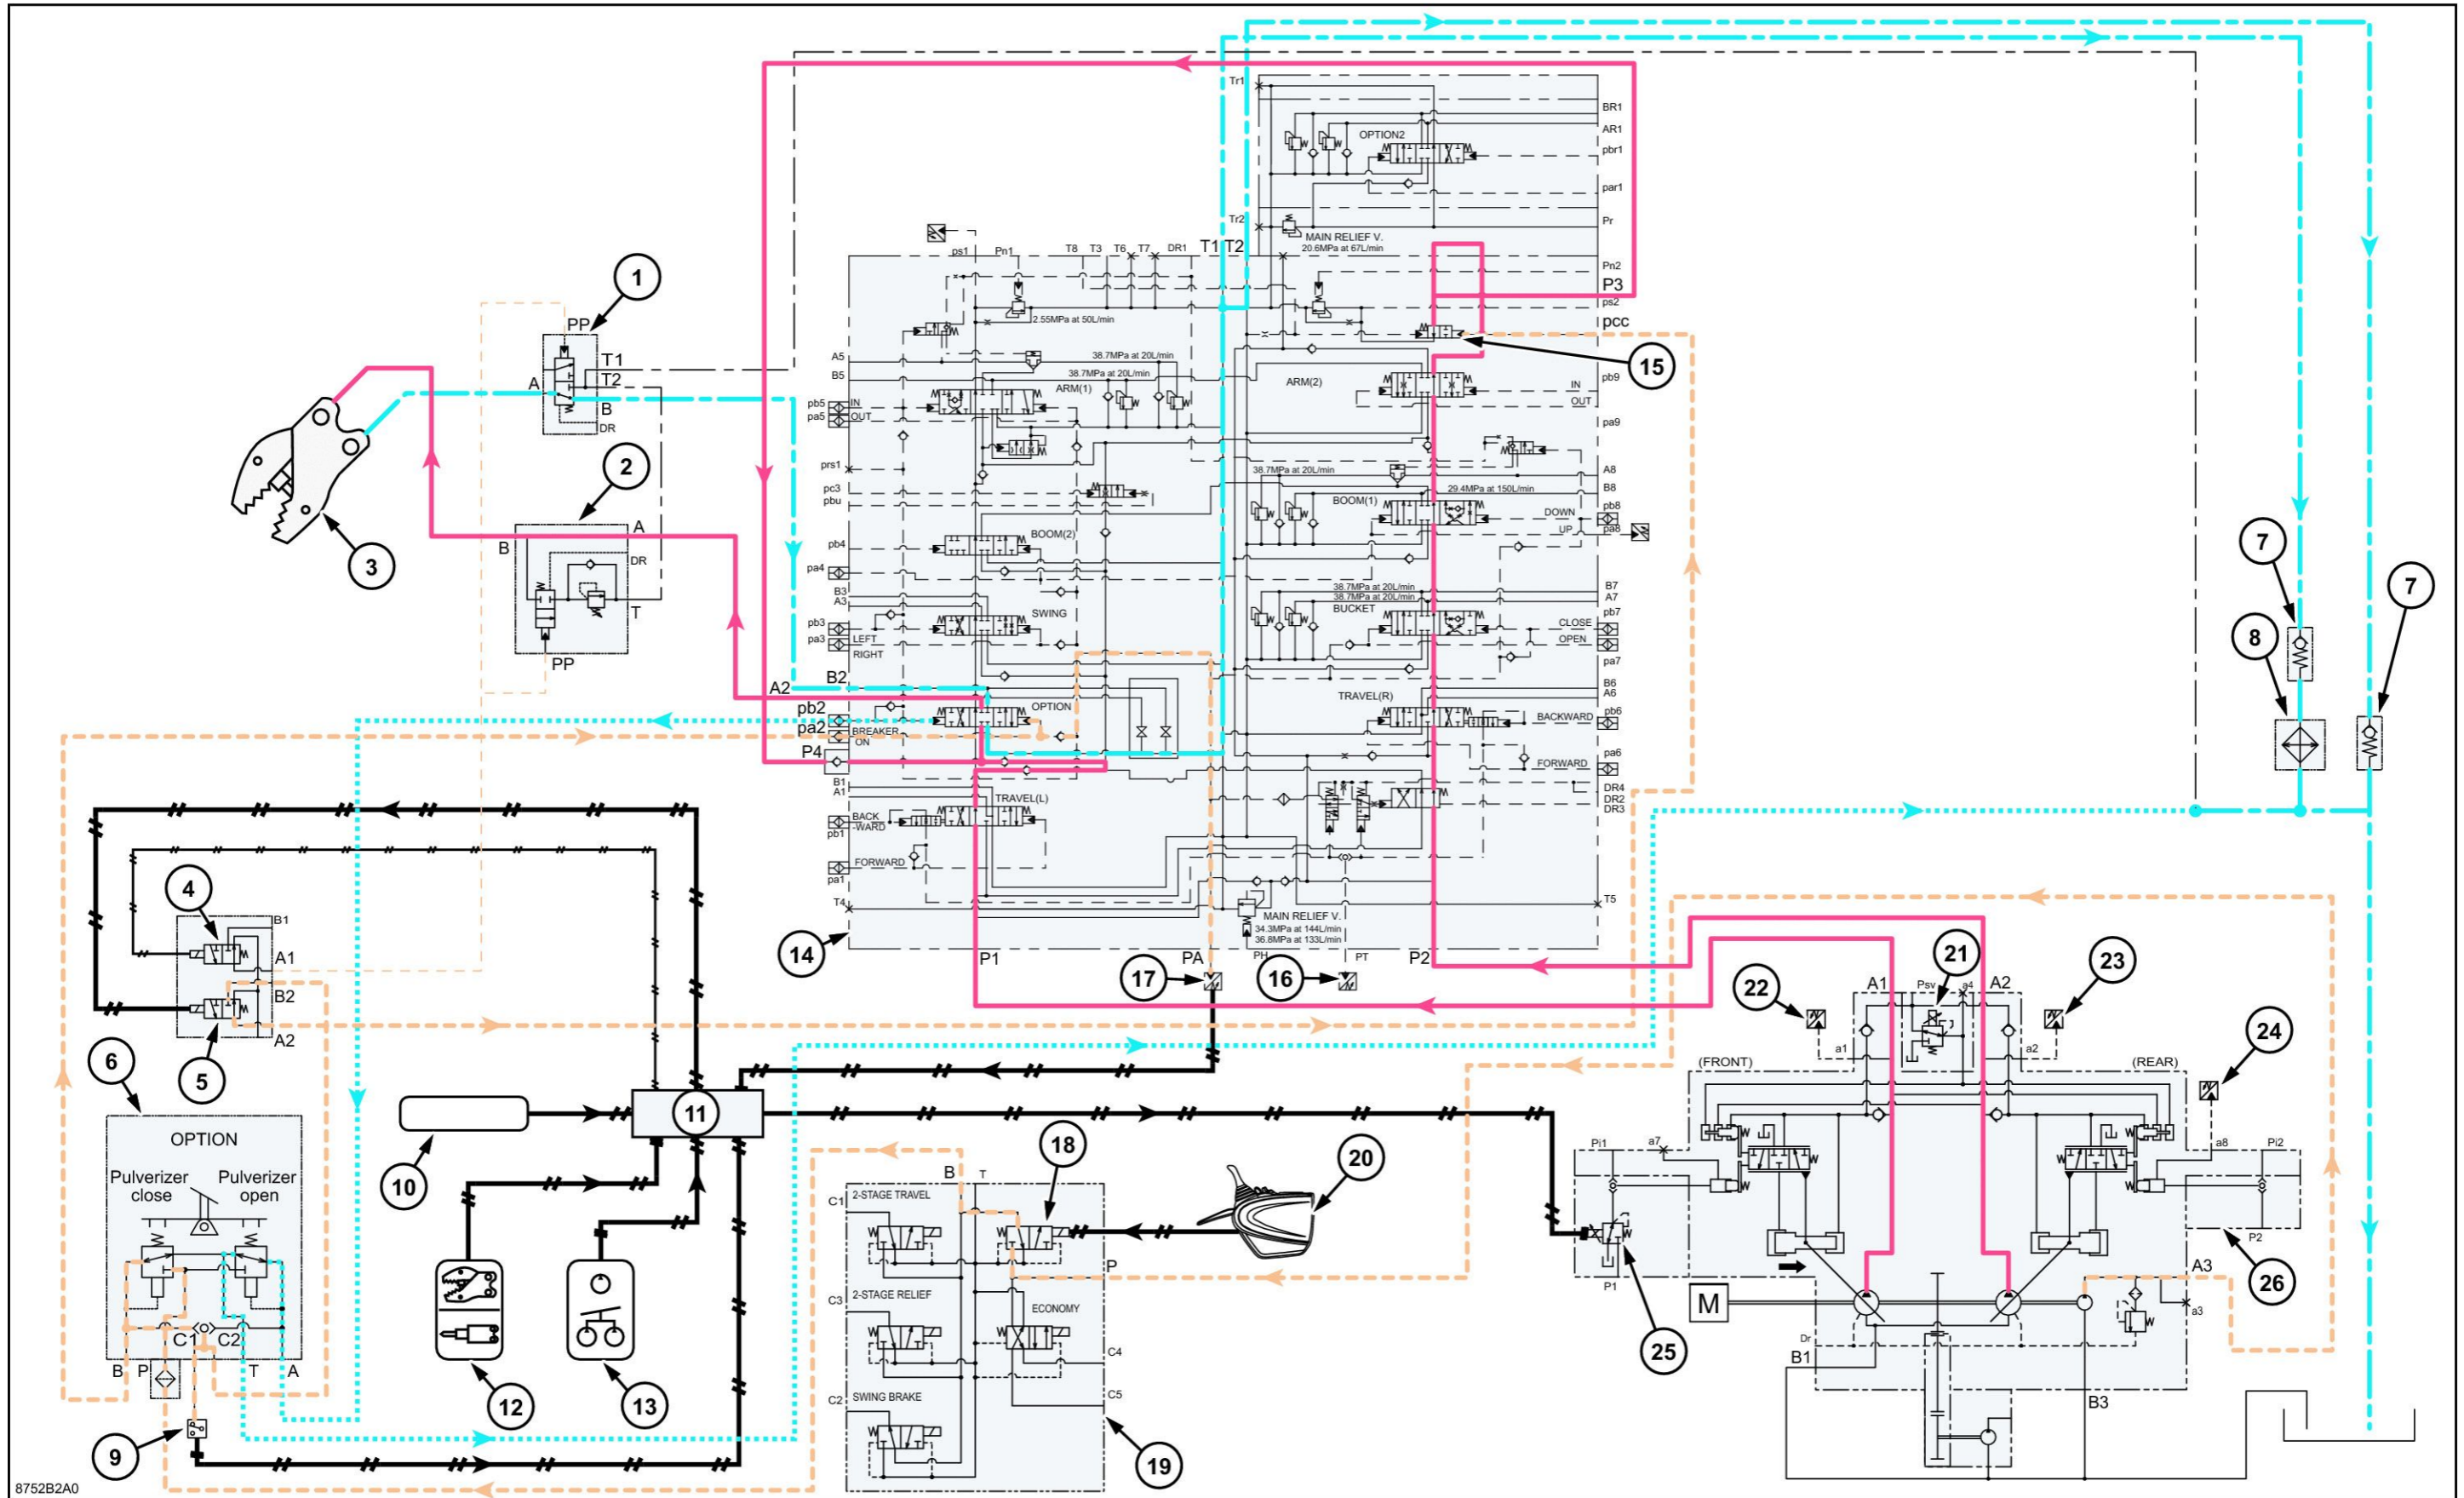 Tr1
BR1
AR1
OPTION2
pbr1
par1
Tr2
Pr
MAIN RELIEF V.
20.6MPa at 67L/min
ps1
Pn1
T8
T3
T6
T7
DR1
T1
T2
Pn2
P3
ps2
2.55MPa at 50L/min
pcc
15
1
PP
T1
T2
A
B
DR
A5
B5
38.7MPa at 20L/min
38.7MPa at 20L/min
ARM(1)
ARM(2)
pb9
IN
OUT
pb5
IN
pa5
OUT
pa9
prs1
38.7MPa at 20L/min
A8
pc3
pbu
29.4MPa at 150L/min
B8
BOOM(1)
pb8
DOWN
UP
pa8
2
A
B
DR
T
PP
3
BOOM(2)
pb4
pa4
B3
A3
38.7MPa at 20L/min
38.7MPa at 20L/min
B7
A7
BUCKET
pb7
CLOSE
OPEN
SWING
pb3
pa3
LEFT
RIGHT
pa7
7
7
8
B2
A2
B6
A6
TRAVEL(R)
pb2
OPTION
pa2
BREAKER
ON
BACKWARD
pb6
P4
pa6
FORWARD
B1
A1
TRAVEL(L)
DR4
DR2
DR3
BACK
-WARD
pb1
FORWARD
pa1
T4
T5
MAIN RELIEF V.
34.3MPa at 144L/min
36.8MPa at 133L/min
14
P1
PA
PH
PT
P2
17
16
4
B1
A1
B2
A2
5
6
OPTION
Pulverizer
close
Pulverizer
open
C1
C2
B
P
T
A
9
10
11
12
13
B
T
18
C1
2-STAGE TRAVEL
20
P
C3
2-STAGE RELIEF
ECONOMY
C4
C5
C2
SWING BRAKE
19
22
A1
Psv
21
a4
A2
23
a1
a2
24
(FRONT)
(REAR)
Pi1
a7
a8
Pi2
P1
25
P2
26
A3
a3
M
Dr
B1
B3
8752B2A0